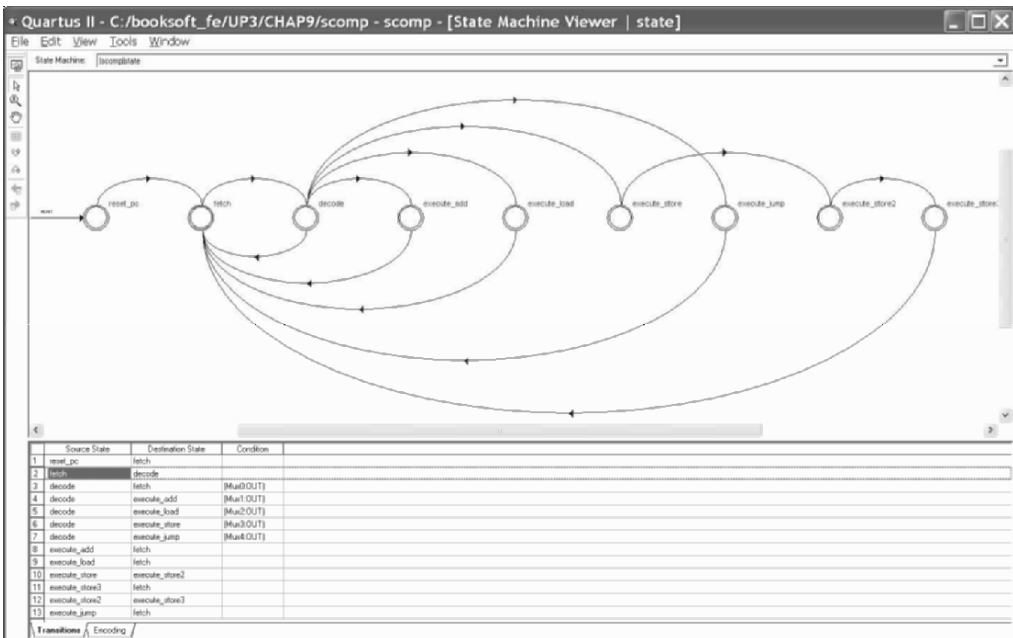 Quartus II - C:/booksoft_fe/UP3/CHAP9/scomp - scomp - [State Machine Viewer | state]
File Edit View Tools Window
State Machine: |scomp|state
reset
reset_pc
fetch
decode
execute_add
execute_load
execute_store
execute_jump
execute_store2
Source State Destination State Condition
1 reset_pc fetch
2 fetch decode
3 decode fetch (Mux0:OUT)
4 decode execute_add (Mux1:OUT)
5 decode execute_load (Mux2:OUT)
6 decode execute_store (Mux3:OUT)
7 decode execute_jump (Mux4:OUT)
8 execute_add fetch
9 execute_load fetch
10 execute_store execute_store2
11 execute_store3 fetch
12 execute_store2 execute_store3
13 execute_jump fetch
Transitions Encoding